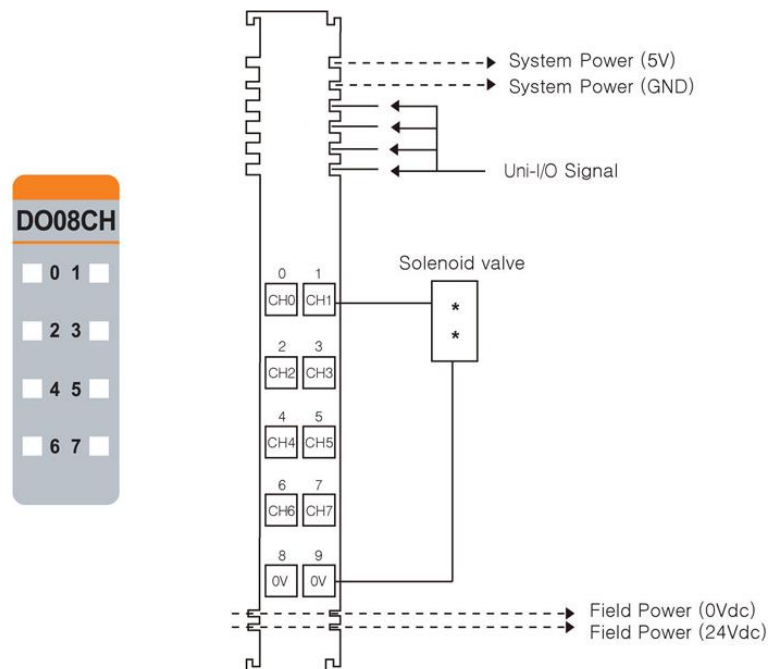 DO08CH
0 1
2 3
4 5
6 7
System Power (5V)
System Power (GND)
Uni-I/O Signal
Solenoid valve
* 
*
0 1
CH0 CH1
2 3
CH2 CH3
4 5
CH4 CH5
6 7
CH6 CH7
8 9
0V 0V
Field Power (0Vdc)
Field Power (24Vdc)